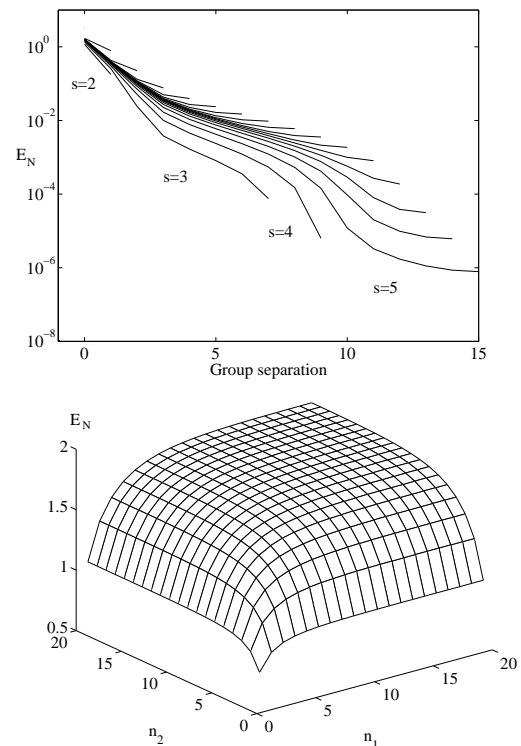 10^0
s=2
10^-2
E_N
s=3
10^-4
s=4
10^-6
s=5
10^-8
0 5 10 15
Group separation
E_N
2
1.5
1
0.5
20 15 10 5 0
n_2
0 5 10 15 20
n_1